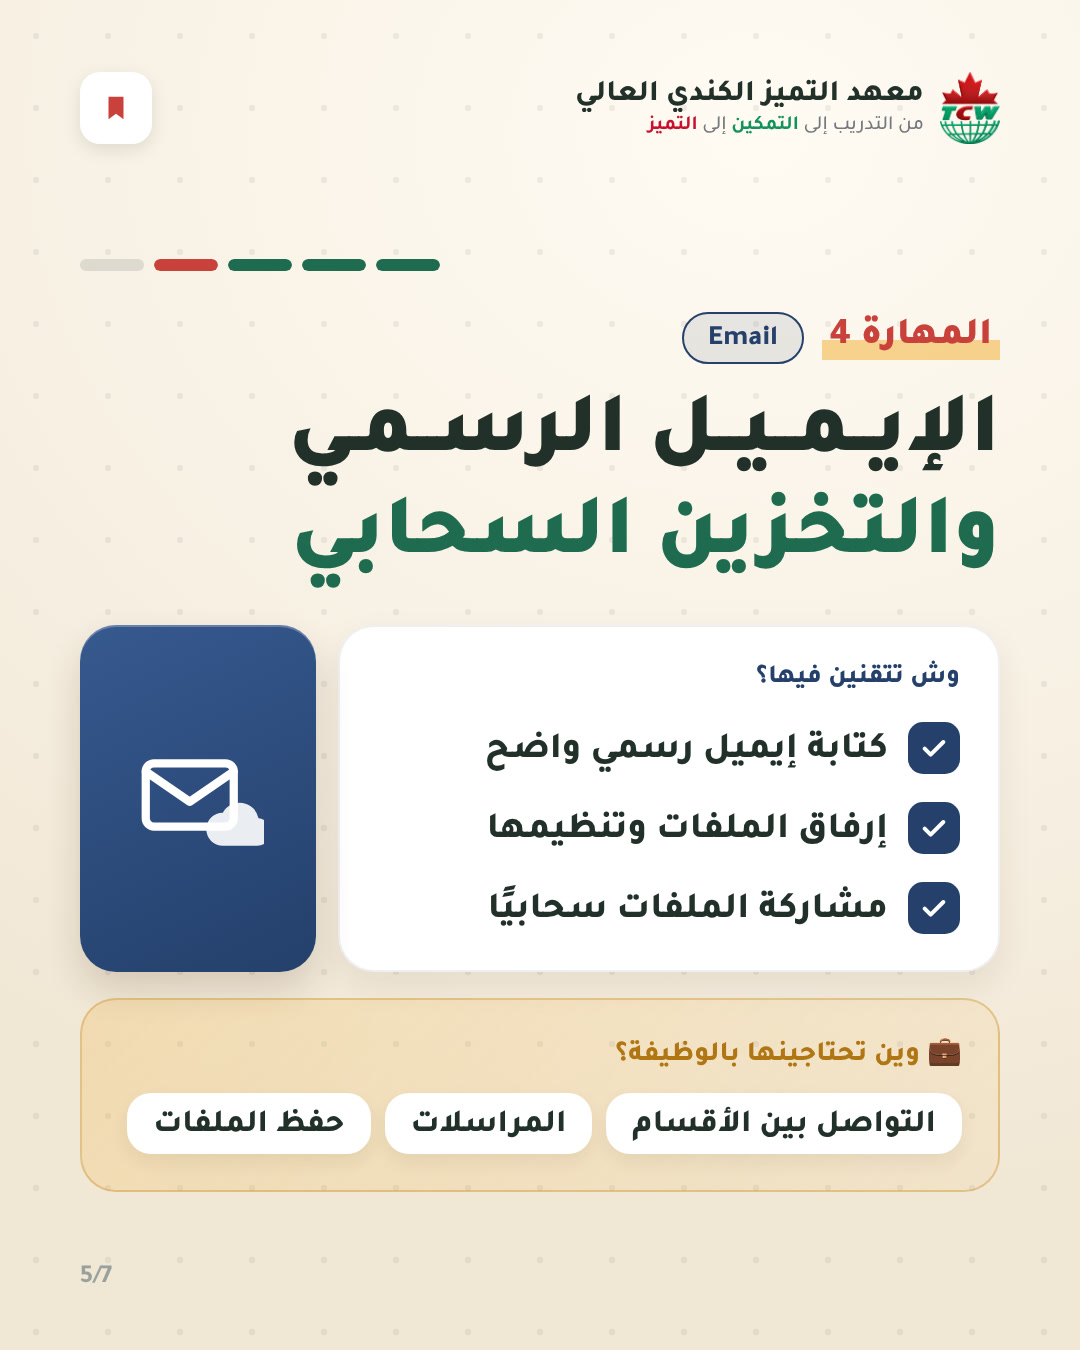 معهد التميز الكندي العالي
من التدريب إلى التمكين إلى التميز
TCW
المهارة 4
Email
الإيميل الرسمي
والتخزين السحابي
وش تتقنين فيها؟
كتابة إيميل رسمي واضح
إرفاق الملفات وتنظيمها
مشاركة الملفات سحابيًا
وين تحتاجينها بالوظيفة؟
التواصل بين الأقسام
المراسلات
حفظ الملفات
5/7